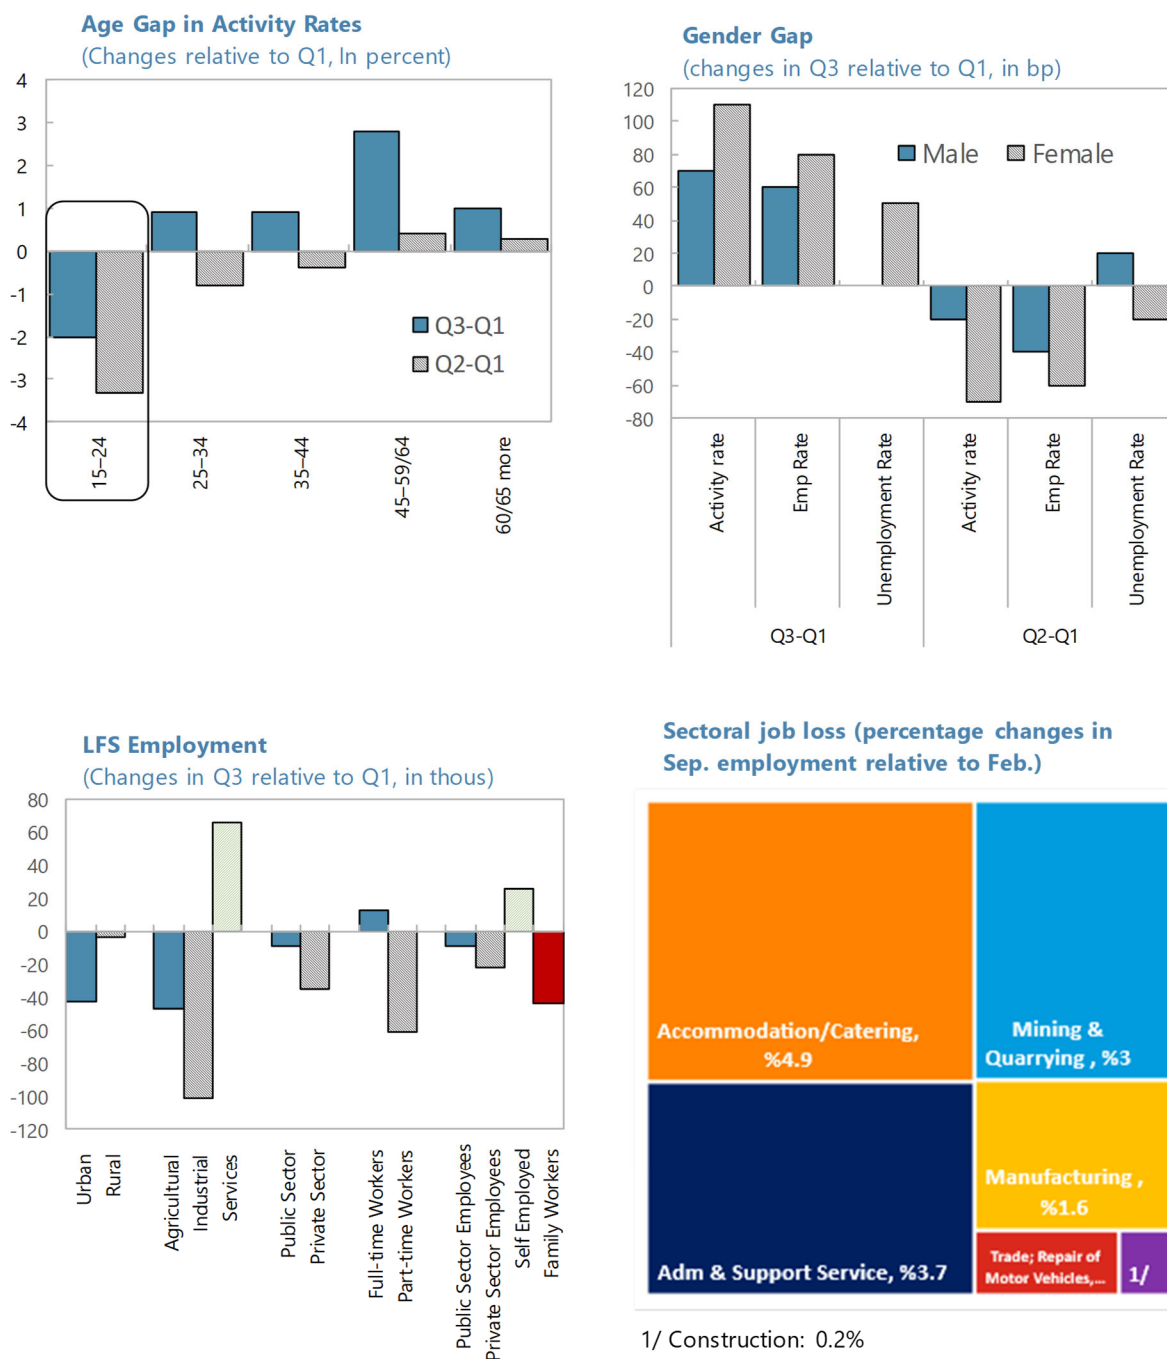 Age Gap in Activity Rates
(Changes relative to Q1, In percent)
4
3
2
1
0
-1
-2
-3
-4
Q3-Q1
Q2-Q1
15–24
25–34
35–44
45–59/64
60/65 more
Gender Gap
(changes in Q3 relative to Q1, in bp)
120
100
80
60
40
20
0
-20
-40
-60
-80
Male
Female
Activity rate
Emp Rate
Unemployment Rate
Activity rate
Emp Rate
Unemployment Rate
Q3-Q1
Q2-Q1
LFS Employment
(Changes in Q3 relative to Q1, in thous)
80
60
40
20
0
-20
-40
-60
-80
-100
-120
Urban
Rural
Agricultural
Industrial
Services
Public Sector
Private Sector
Full-time Workers
Part-time Workers
Public Sector Employees
Private Sector Employees
Self Employed
Family Workers
Sectoral job loss (percentage changes in
Sep. employment relative to Feb.)
Accommodation/Catering,
%4.9
Mining &
Quarrying , %3
Adm & Support Service, %3.7
Manufacturing ,
%1.6
Trade; Repair of
Motor Vehicles,...
1/
1/ Construction: 0.2%